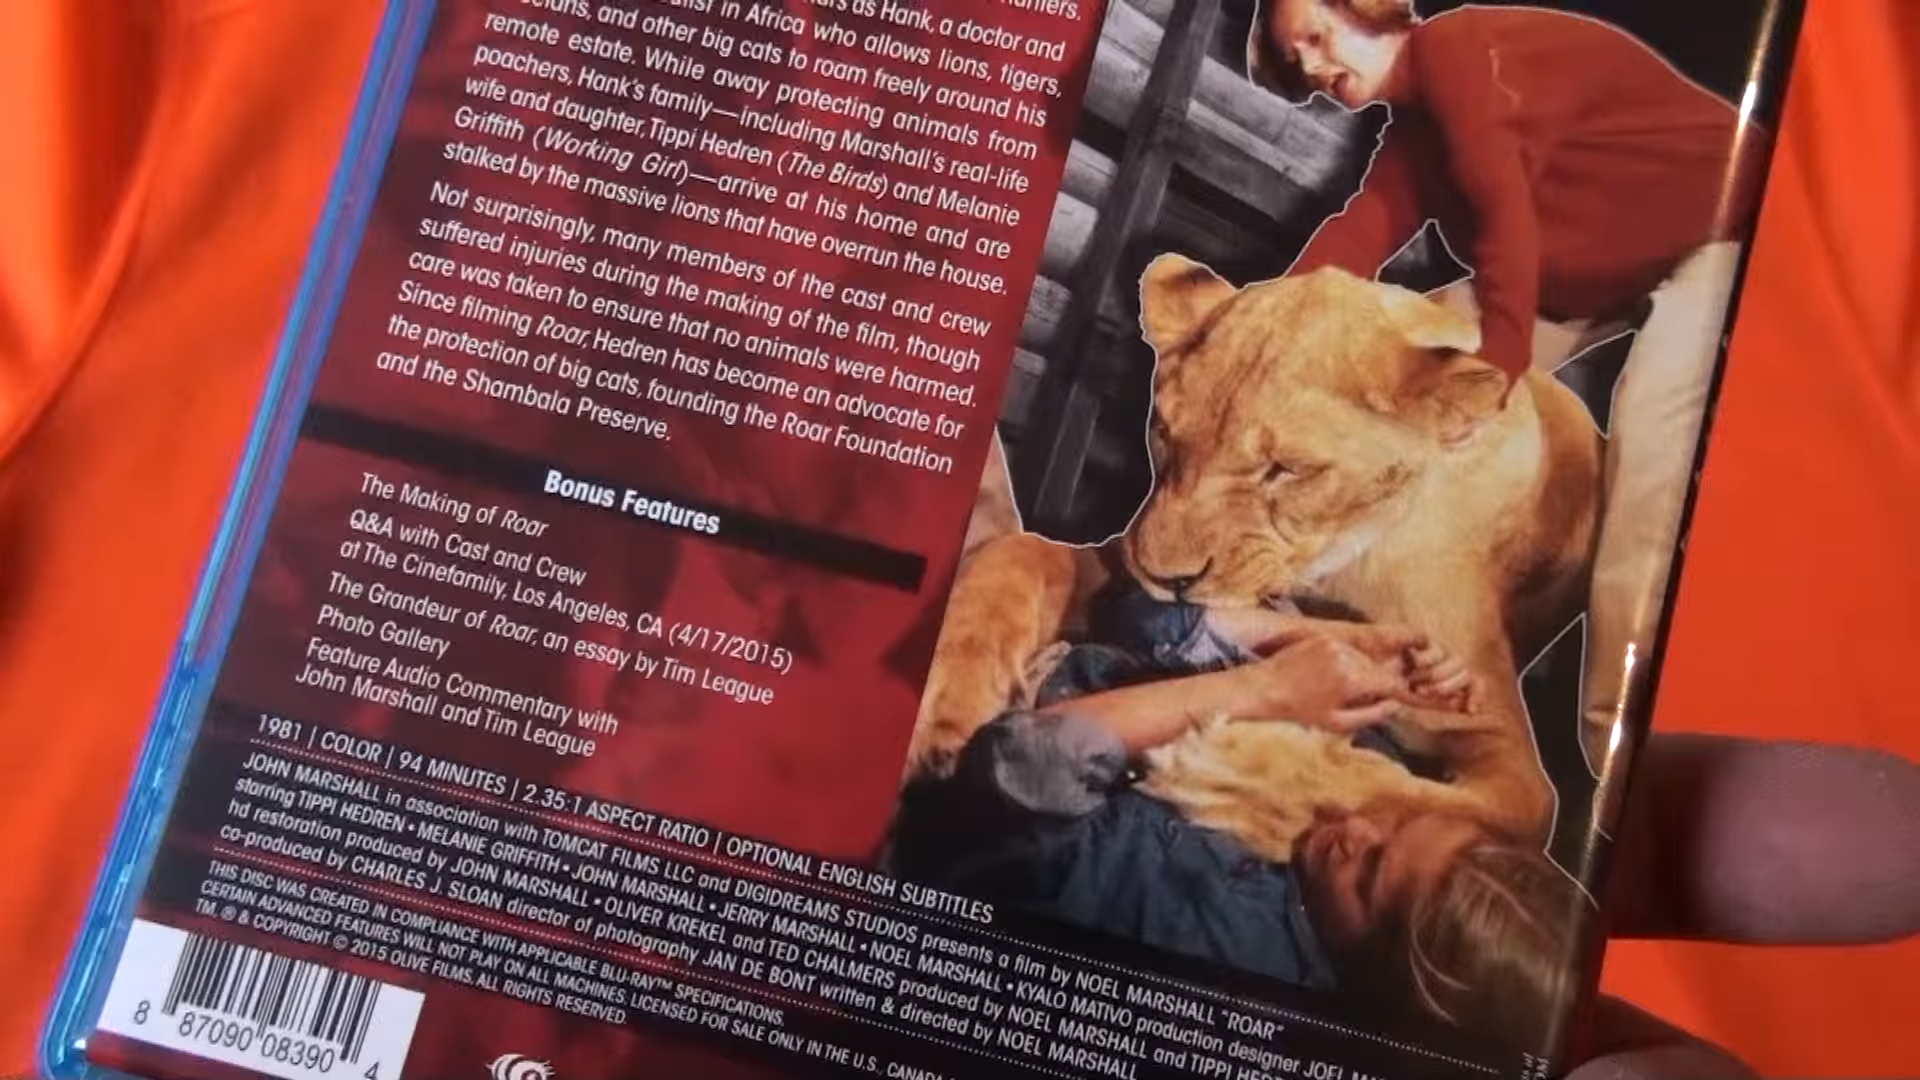 as Hank, a doctor and
in Africa who allows lions, tigers,
and other big cats to roam freely around his
remote estate. While away protecting animals from
poachers, Hank's family—including Marshall's real-life
wife and daughter, Tippi Hedren (The Birds) and Melanie
Griffith (Working Girl)—arrive at his home and are
stalked by the massive lions that have overrun the house.
Not surprisingly, many members of the cast and crew
suffered injuries during the making of the film, though
care was taken to ensure that no animals were harmed.
Since filming Roar, Hedren has become an advocate for
the protection of big cats, founding the Roar Foundation
and the Shambala Preserve.
Bonus Features
The Making of Roar
Q&A with Cast and Crew
at The Cinefamily, Los Angeles, CA (4/17/2015)
The Grandeur of Roar, an essay by Tim League
Photo Gallery
Feature Audio Commentary with
John Marshall and Tim League
1981 | COLOR | 94 MINUTES | 2.35:1 ASPECT RATIO | OPTIONAL ENGLISH SUBTITLES
JOHN MARSHALL in association with TOMCAT FILMS LLC and DIGIDREAMS STUDIOS presents a film by NOEL MARSHALL "ROAR"
starring TIPPI HEDREN • MELANIE GRIFFITH • JOHN MARSHALL • JERRY MARSHALL • NOEL MARSHALL • KYALO MATIVO production designer
hd restoration produced by JOHN MARSHALL • OLIVER KREKEL and TED CHALMERS produced by NOEL MARSHALL and TIPPI
co-produced by CHARLES J. SLOAN director of photography JAN DE BONT written & directed by NOEL MARSHALL
THIS DISC WAS CREATED IN COMPLIANCE WITH APPLICABLE BLU-RAY™ SPECIFICATIONS.
CERTAIN ADVANCED FEATURES WILL NOT PLAY ON ALL MACHINES. LICENSED FOR SALE ONLY IN THE U.S., CANADA
TM, ® & COPYRIGHT © 2015 OLIVE FILMS. ALL RIGHTS RESERVED.
8 87090 08390 4